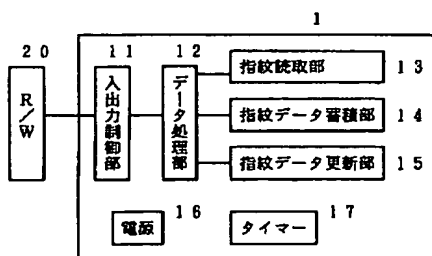 1
20
11
12
R/W
入出力制御部
データ処理部
指紋読取部
13
指紋データ蓄積部
14
指紋データ更新部
15
電源
16
タイマー
17